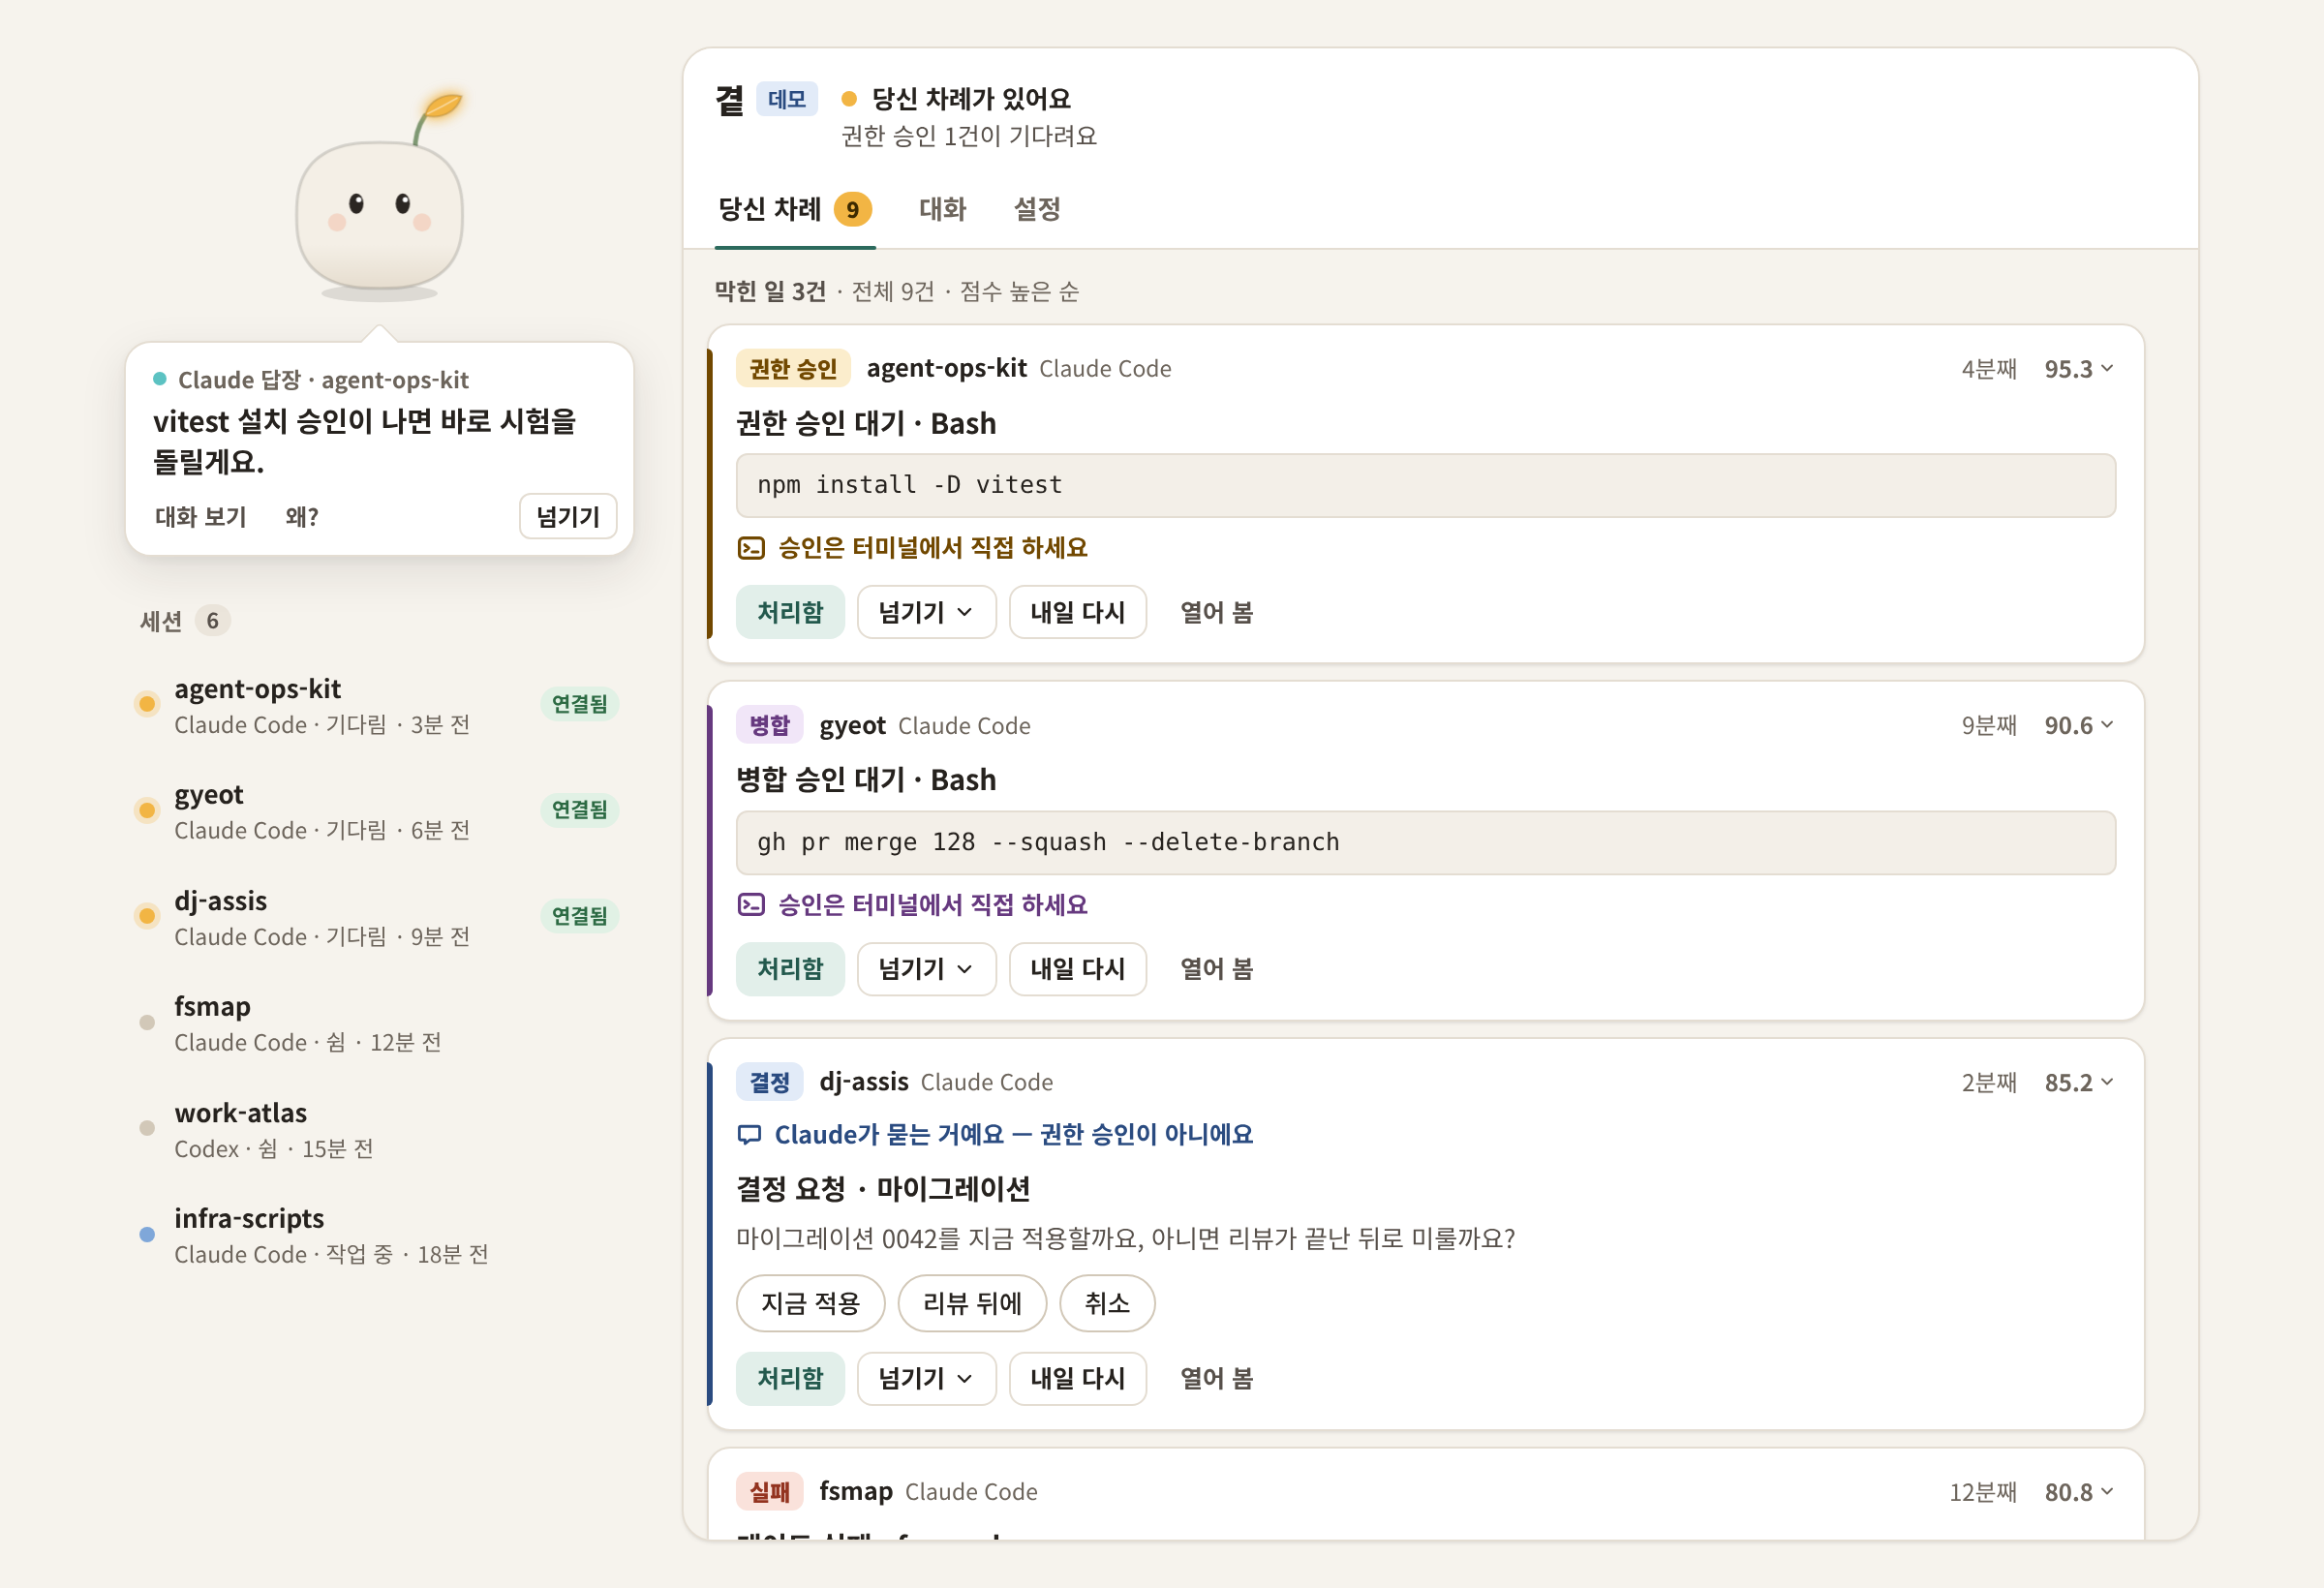 Claude 답장 · agent-ops-kit
vitest 설치 승인이 나면 바로 시험을
돌릴게요.
대화 보기 왜? 넘기기
세션 6
agent-ops-kit
Claude Code · 기다림 · 3분 전
연결됨
gyeot
Claude Code · 기다림 · 6분 전
연결됨
dj-assis
Claude Code · 기다림 · 9분 전
연결됨
fsmap
Claude Code · 쉼 · 12분 전
work-atlas
Codex · 쉼 · 15분 전
infra-scripts
Claude Code · 작업 중 · 18분 전
곁 데모 당신 차례가 있어요
권한 승인 1건이 기다려요
당신 차례 9 대화 설정
막힌 일 3건 · 전체 9건 · 점수 높은 순
권한 승인 agent-ops-kit Claude Code 4분째 95.3
권한 승인 대기 · Bash
npm install -D vitest
승인은 터미널에서 직접 하세요
처리함 넘기기 내일 다시 열어 봄
병합 gyeot Claude Code 9분째 90.6
병합 승인 대기 · Bash
gh pr merge 128 --squash --delete-branch
승인은 터미널에서 직접 하세요
처리함 넘기기 내일 다시 열어 봄
결정 dj-assis Claude Code 2분째 85.2
Claude가 묻는 거예요 — 권한 승인이 아니에요
결정 요청 · 마이그레이션
마이그레이션 0042를 지금 적용할까요, 아니면 리뷰가 끝난 뒤로 미룰까요?
지금 적용 리뷰 뒤에 취소
처리함 넘기기 내일 다시 열어 봄
실패 fsmap Claude Code 12분째 80.8